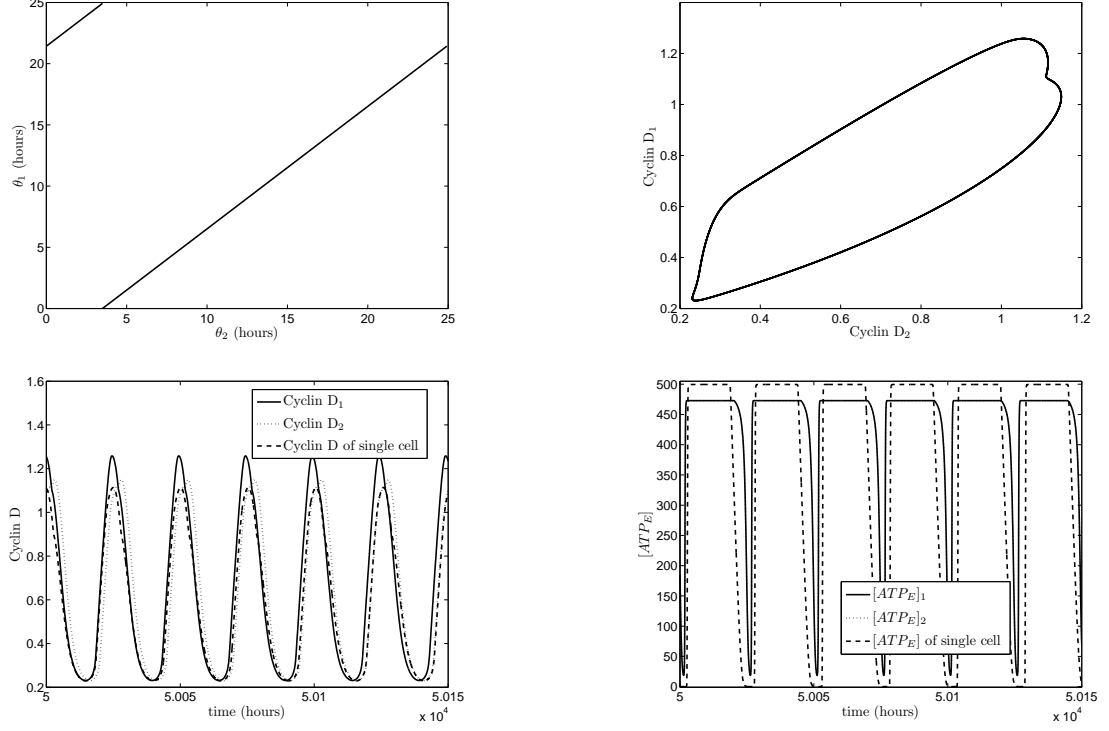 25
20
15
10
5
0
θ1 (hours)
0 5 10 15 20 25
θ2 (hours)
1.2
1
0.8
0.6
0.4
0.2
Cyclin D1
0.2 0.4 0.6 0.8 1 1.2
Cyclin D2
1.6
1.4
1.2
1
0.8
0.6
0.4
0.2
Cyclin D
Cyclin D1
Cyclin D2
Cyclin D of single cell
5 5.005 5.01 5.015
time (hours)
x 10^4
500
450
400
350
300
250
200
150
100
50
0
[ATP_E]
[ATP_E]1
[ATP_E]2
[ATP_E] of single cell
5 5.005 5.01 5.015
time (hours)
x 10^4